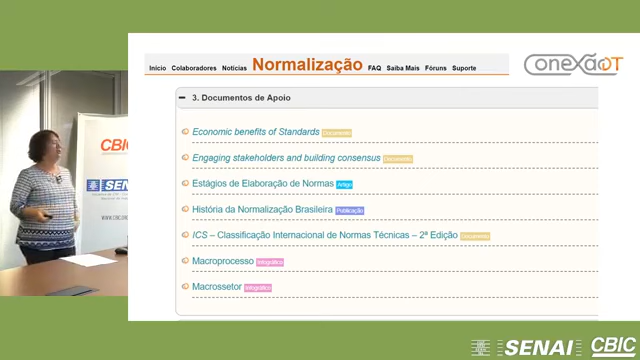 Início Colaboradores Notícias Normalização FAQ Saiba Mais Fóruns Suporte
ConexãoDT
3. Documentos de Apoio
Economic benefits of Standards Documento
Engaging stakeholders and building consensus Documento
Estágios de Elaboração de Normas Artigo
História da Normalização Brasileira Publicação
ICS – Classificação Internacional de Normas Técnicas – 2ª Edição Documento
Macroprocesso Infográfico
Macrossetor Infográfico
CBIC
SENAI
SENAI
CBIC